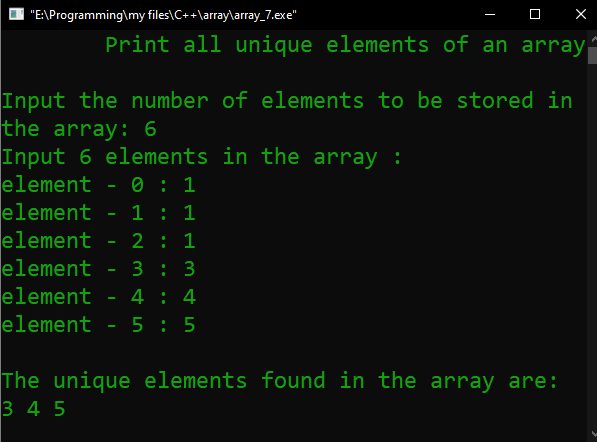 "E:\Programming\my files\C++\array\array_7.exe"
Print all unique elements of an array
Input the number of elements to be stored in
the array: 6
Input 6 elements in the array :
element - 0 : 1
element - 1 : 1
element - 2 : 1
element - 3 : 3
element - 4 : 4
element - 5 : 5
The unique elements found in the array are:
3 4 5